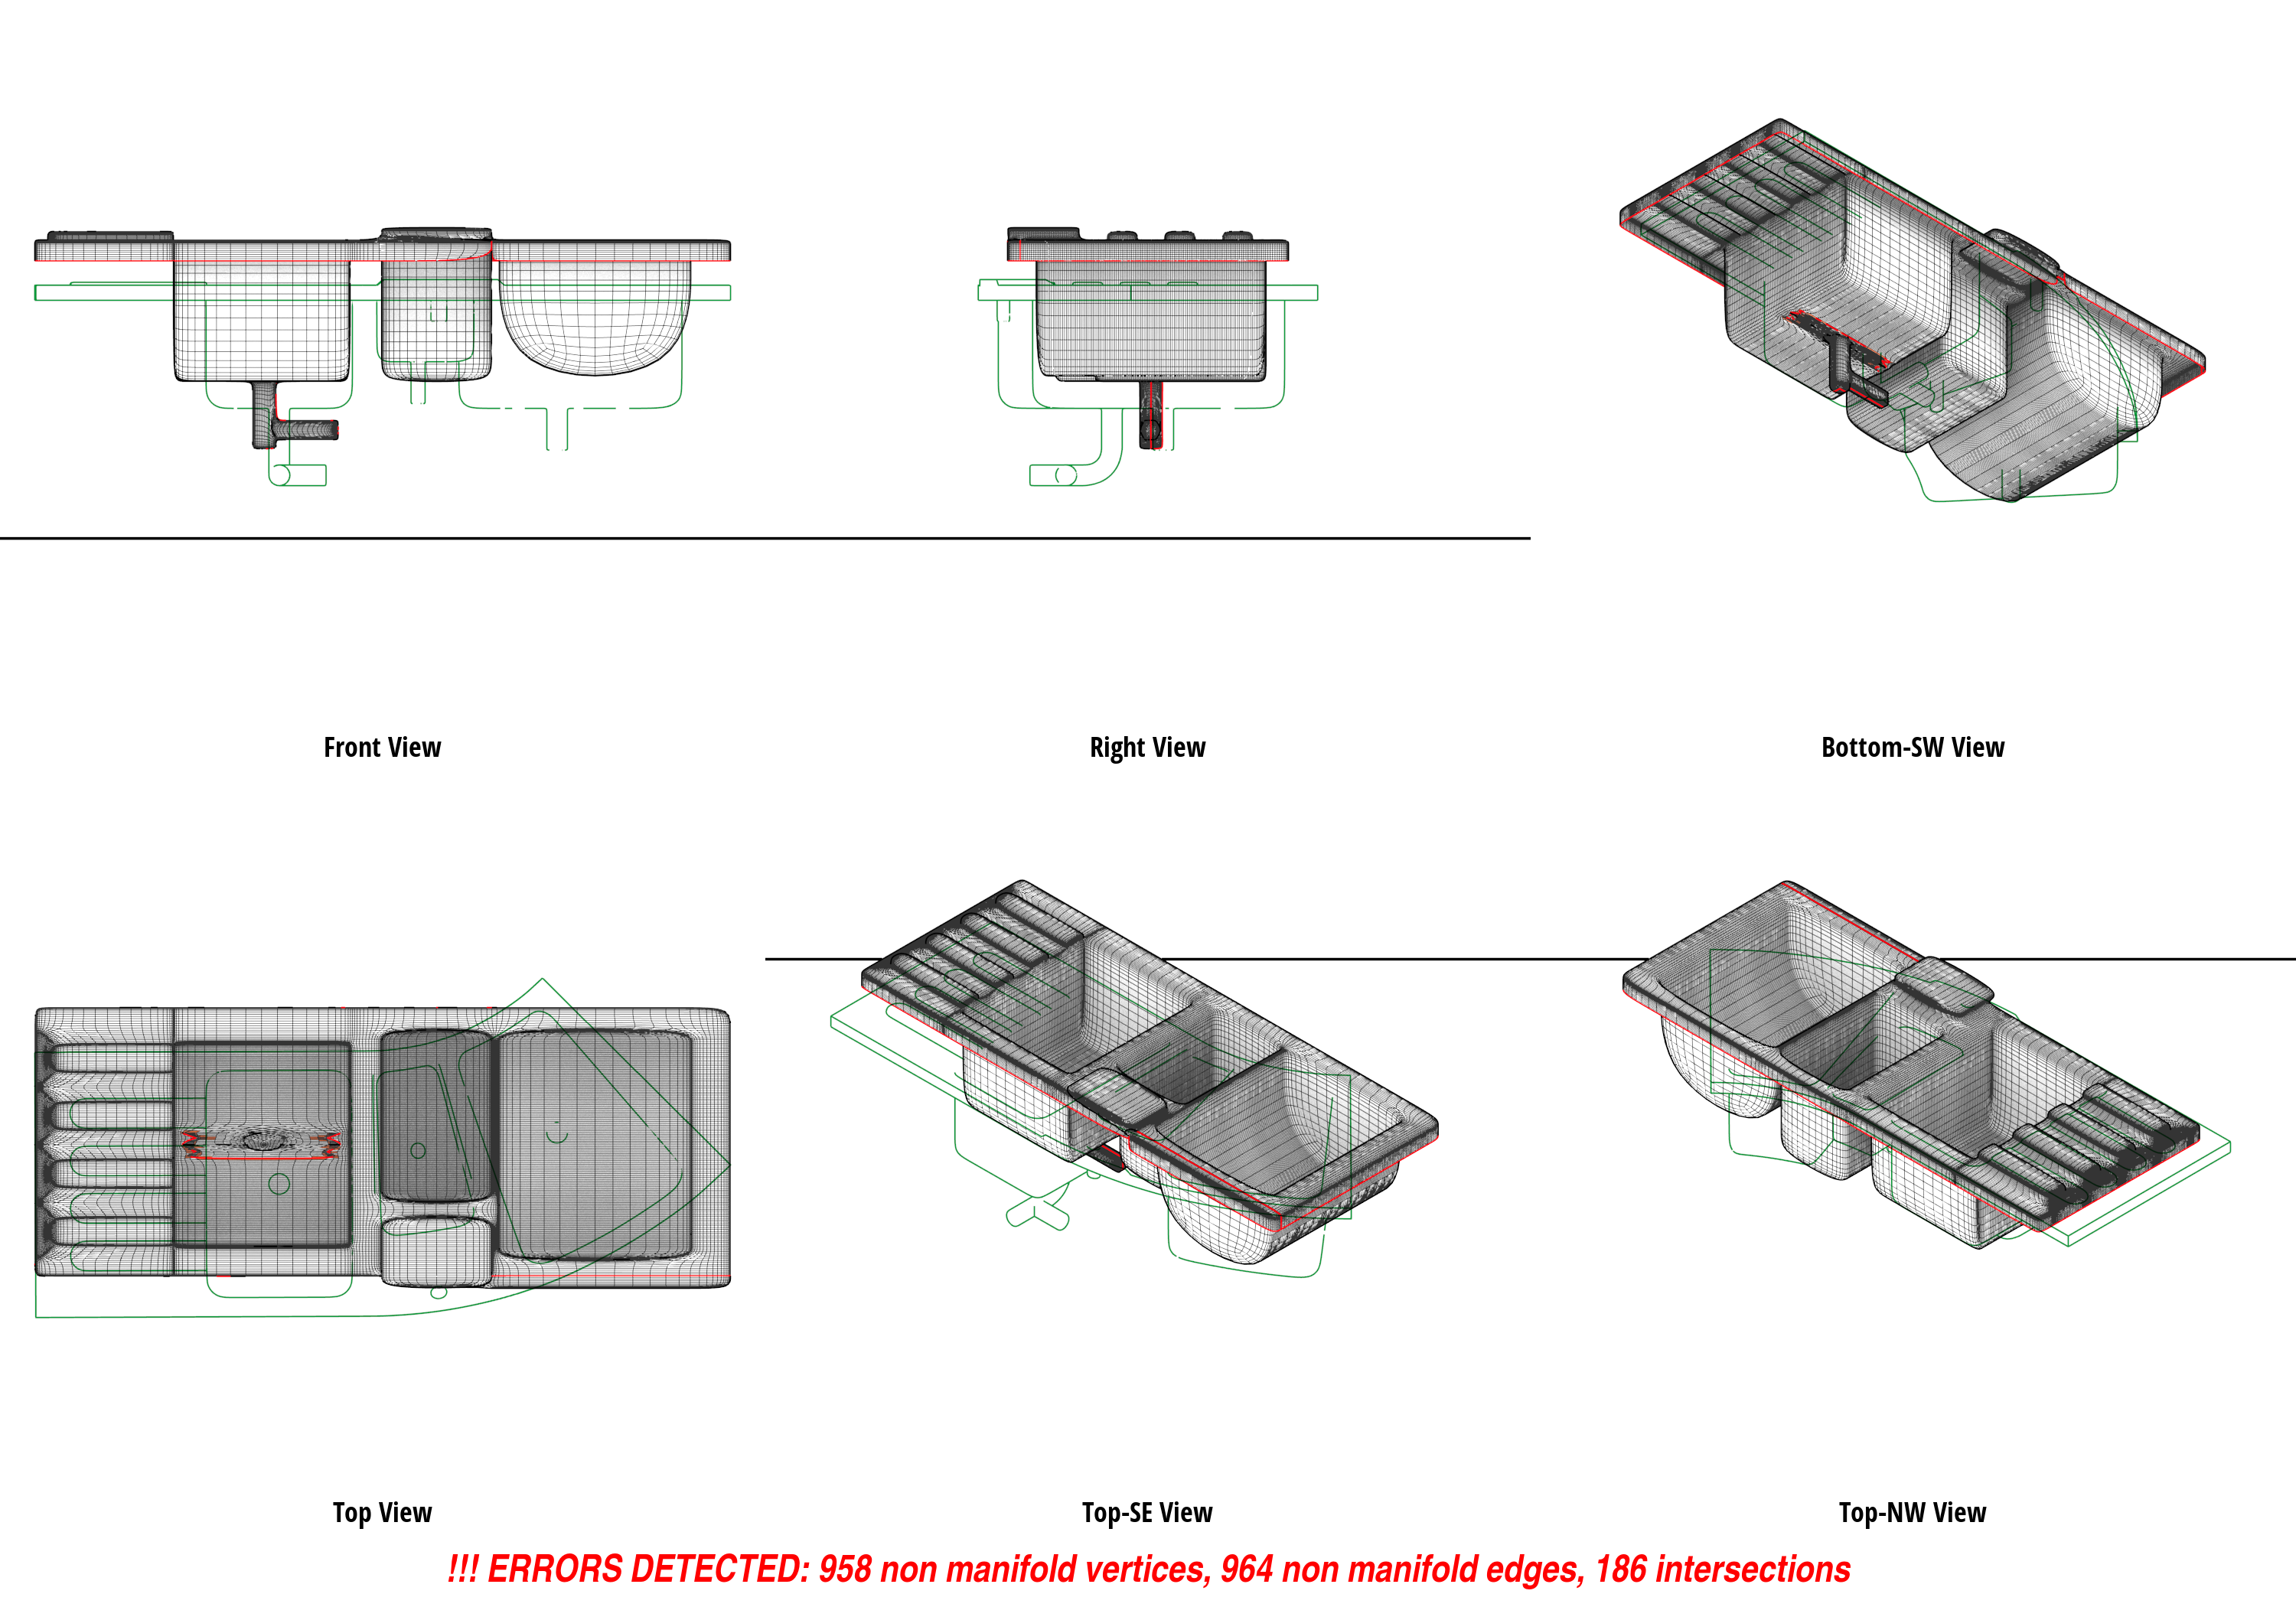 Front View
Right View
Bottom-SW View
Top View
Top-SE View
Top-NW View
!!! ERRORS DETECTED: 958 non manifold vertices, 964 non manifold edges, 186 intersections